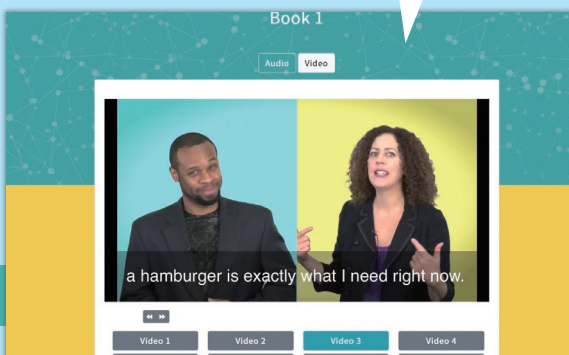 Book 1
Audio Video
a hamburger is exactly what I need right now.
Video 1 Video 2 Video 3 Video 4